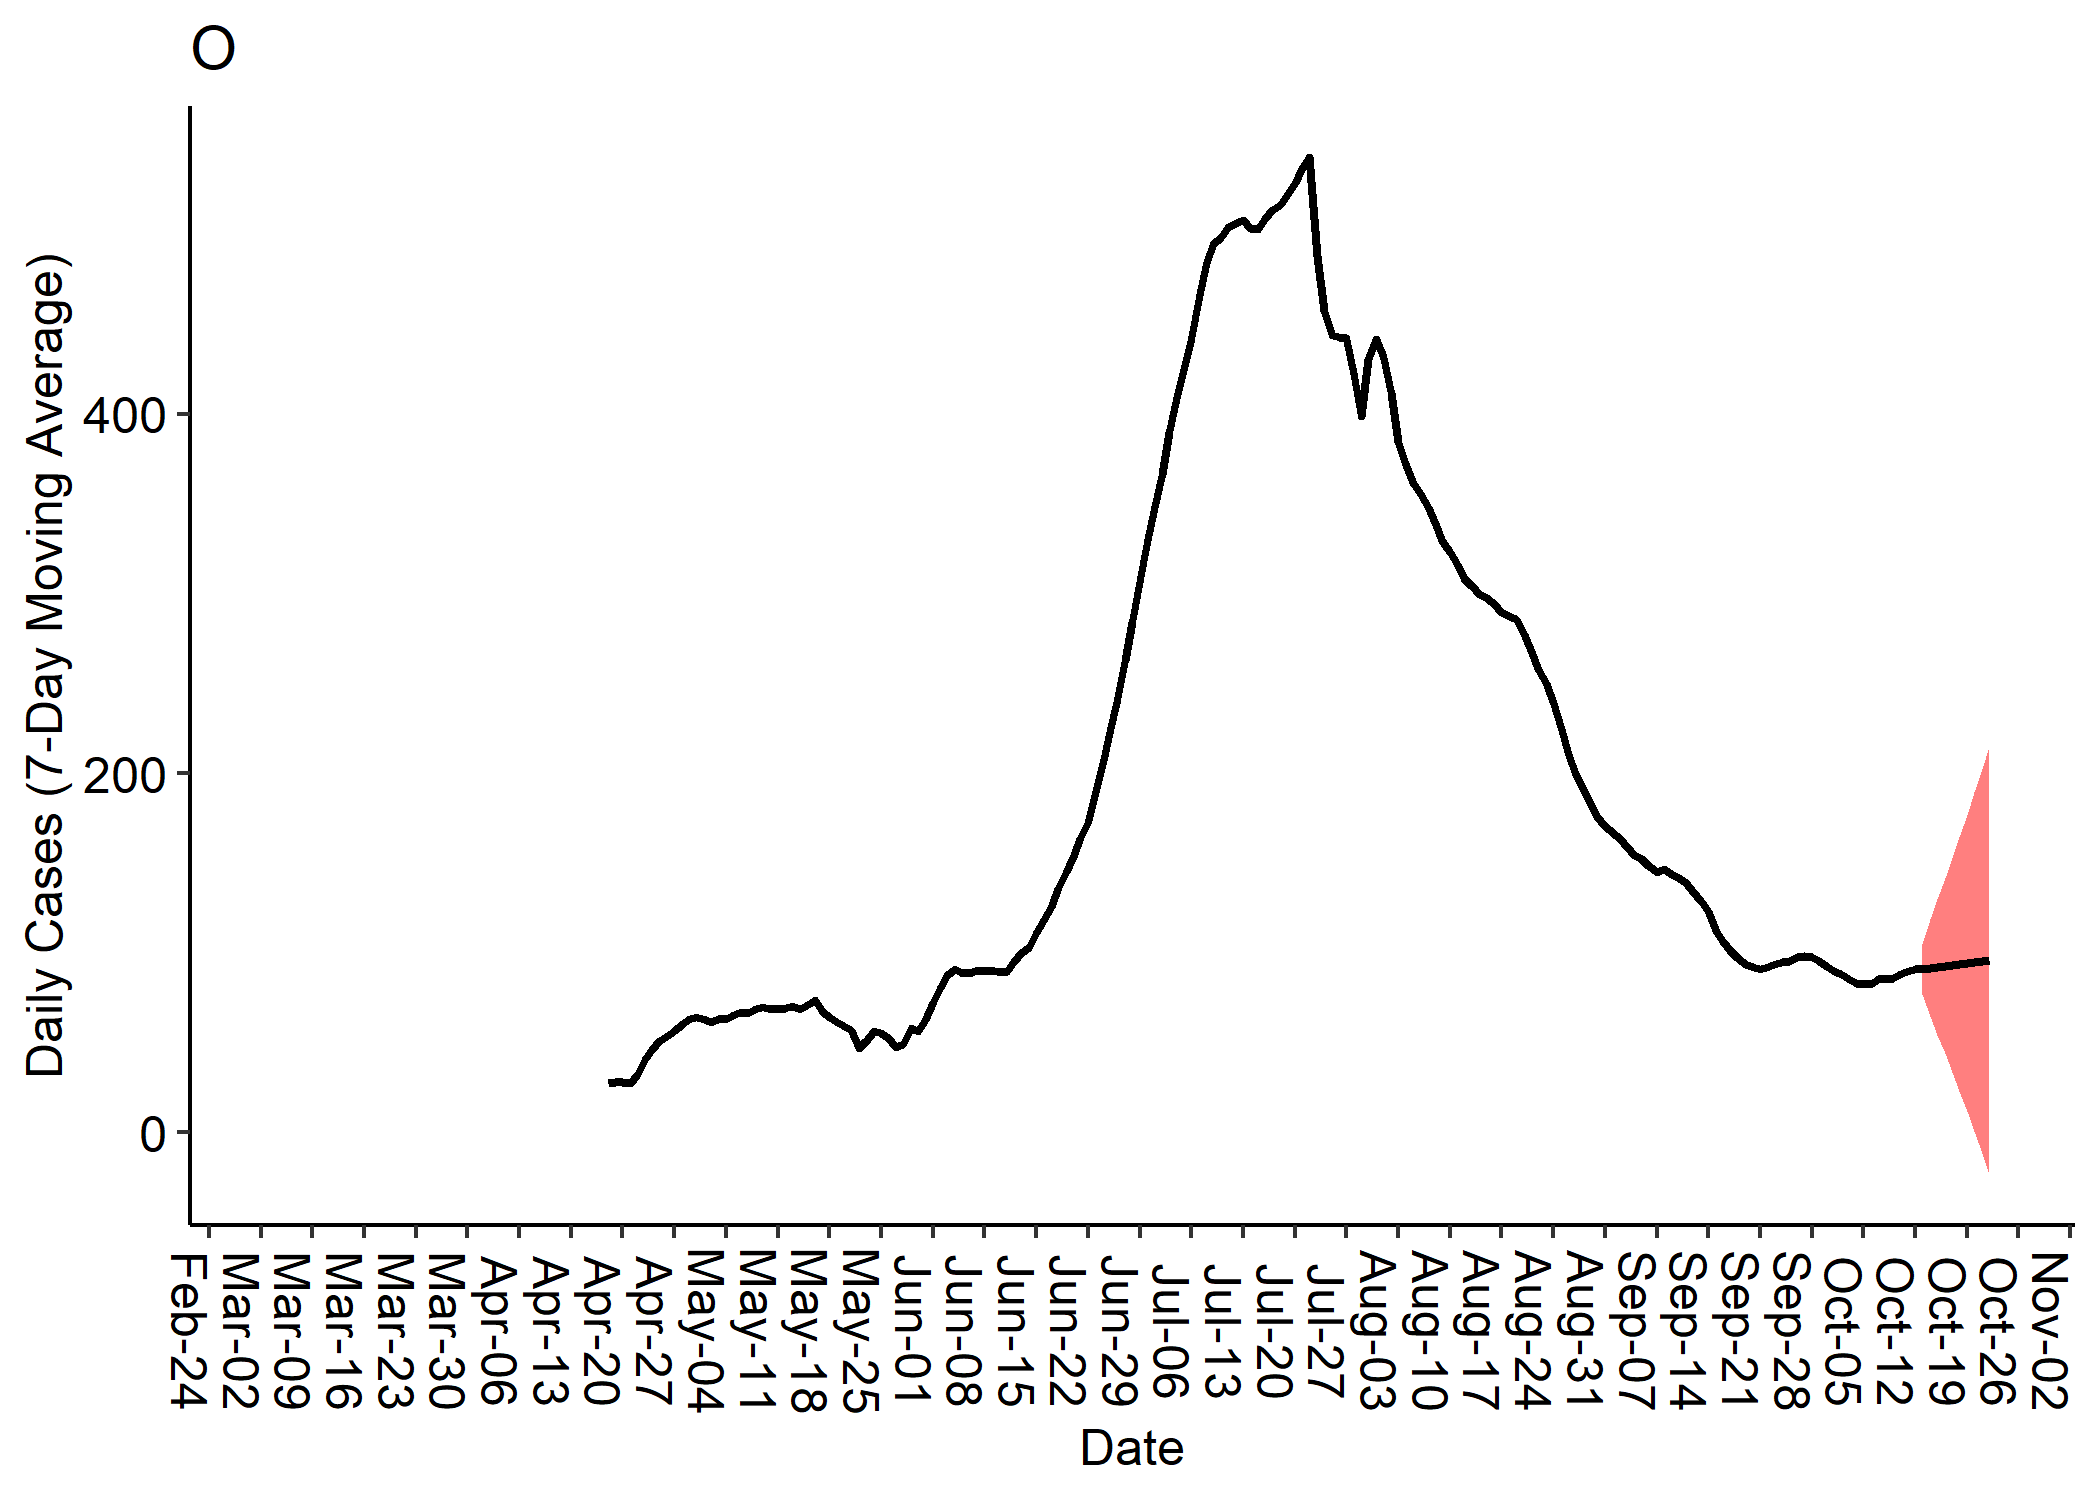 O
Daily Cases (7-Day Moving Average)
400
200
0
Feb-24
Mar-02
Mar-09
Mar-16
Mar-23
Mar-30
Apr-06
Apr-13
Apr-20
Apr-27
May-04
May-11
May-18
May-25
Jun-01
Jun-08
Jun-15
Jun-22
Jun-29
Jul-06
Jul-13
Jul-20
Jul-27
Aug-03
Aug-10
Aug-17
Aug-24
Aug-31
Sep-07
Sep-14
Sep-21
Sep-28
Oct-05
Oct-12
Oct-19
Oct-26
Nov-02
Date